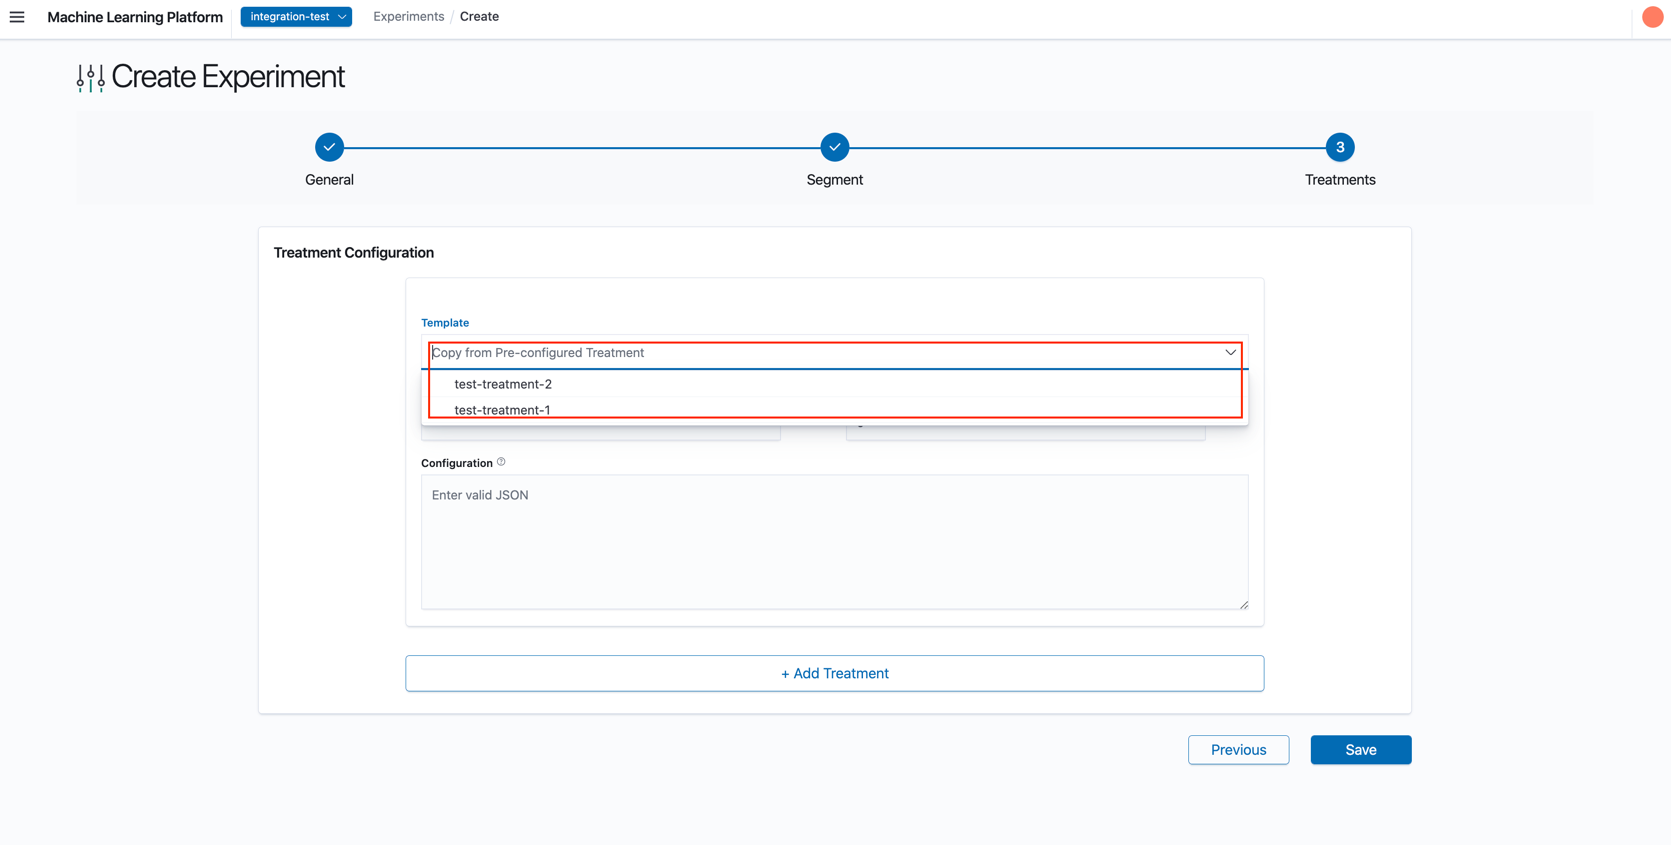 Machine Learning Platform integration-test Experiments / Create
Create Experiment
3
General Segment Treatments
Treatment Configuration
Template
Copy from Pre-configured Treatment
test-treatment-2
test-treatment-1
Configuration
Enter valid JSON
+ Add Treatment
Previous Save